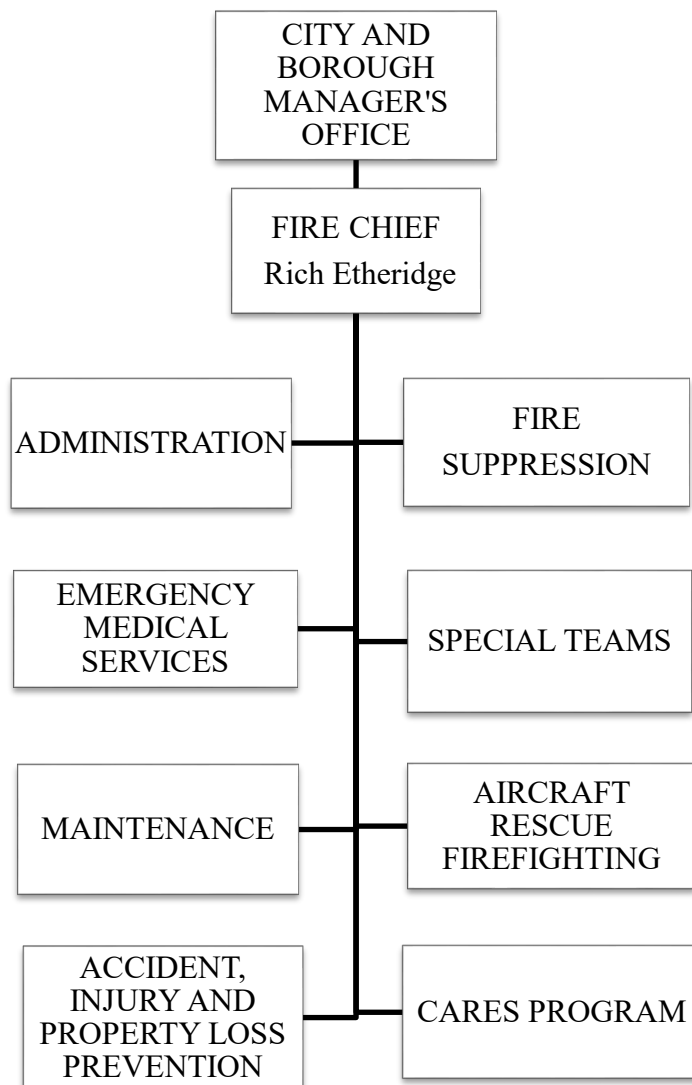 CITY AND
BOROUGH
MANAGER'S
OFFICE
FIRE CHIEF
Rich Etheridge
ADMINISTRATION
FIRE
SUPPRESSION
EMERGENCY
MEDICAL
SERVICES
SPECIAL TEAMS
MAINTENANCE
AIRCRAFT
RESCUE
FIREFIGHTING
ACCIDENT,
INJURY AND
PROPERTY LOSS
PREVENTION
CARES PROGRAM